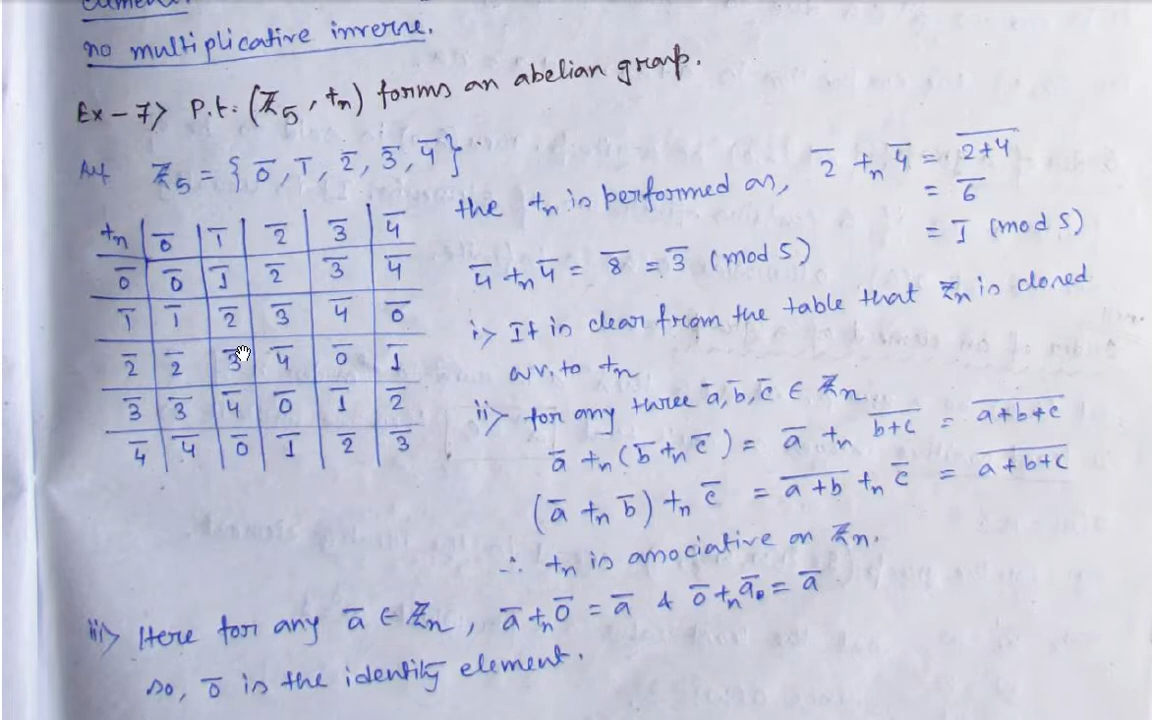 no multiplicative inverse.
Ex-7> P.t. (ℤ₅, +ₙ) forms an abelian group.
ℤ₅ = {0̅, 1̅, 2̅, 3̅, 4̅}.
the +ₙ is performed as, 2̅ +ₙ 4̅ = \overline{2+4}
= 6̅
= 1̅ (mod 5)
+ₙ | 0̅ | 1̅ | 2̅ | 3̅ | 4̅
0̅ | 0̅ | 1̅ | 2̅ | 3̅ | 4̅
1̅ | 1̅ | 2̅ | 3̅ | 4̅ | 0̅
2̅ | 2̅ | 3̅ | 4̅ | 0̅ | 1̅
3̅ | 3̅ | 4̅ | 0̅ | 1̅ | 2̅
4̅ | 4̅ | 0̅ | 1̅ | 2̅ | 3̅
4̅ +ₙ 4̅ = 8̅ = 3̅ (mod 5)
i> It is clear from the table that ℤₙ is closed
w.r. to +ₙ
ii> for any three a̅, b̅, c̅ ∈ ℤₙ
a̅ +ₙ (b̅ +ₙ c̅) = a̅ +ₙ \overline{b+c} = \overline{a+b+c}
(a̅ +ₙ b̅) +ₙ c̅ = \overline{a+b} +ₙ c̅ = \overline{a+b+c}
∴ +ₙ is associative on ℤₙ.
iii> Here for any a̅ ∈ ℤₙ, a̅ +ₙ 0̅ = a̅ & 0̅ +ₙ a̅ = a̅
so, 0̅ is the identity element.